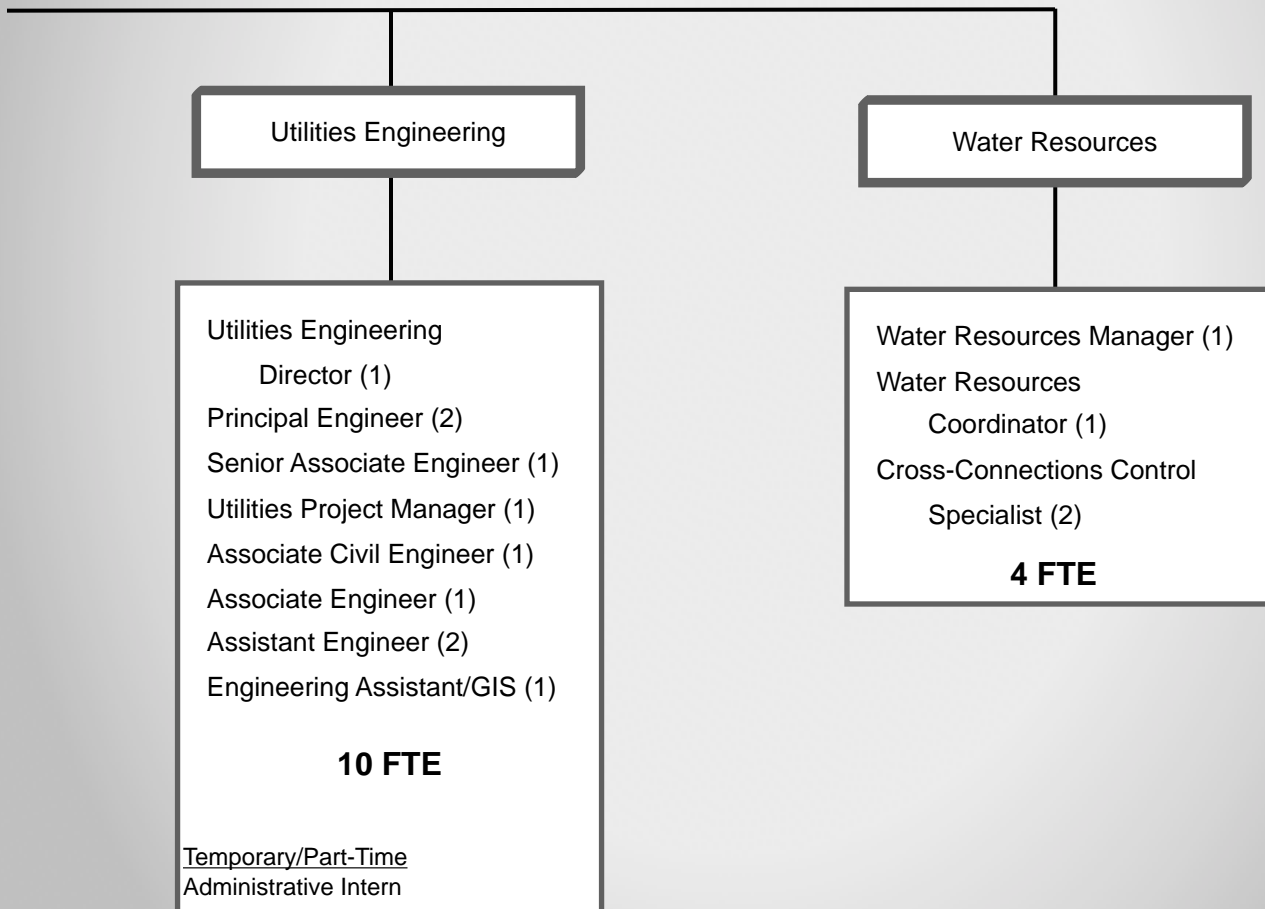 Utilities Engineering
Water Resources
Utilities Engineering
Director (1)
Principal Engineer (2)
Senior Associate Engineer (1)
Utilities Project Manager (1)
Associate Civil Engineer (1)
Associate Engineer (1)
Assistant Engineer (2)
Engineering Assistant/GIS (1)
10 FTE
Temporary/Part-Time
Administrative Intern
Water Resources Manager (1)
Water Resources
Coordinator (1)
Cross-Connections Control
Specialist (2)
4 FTE